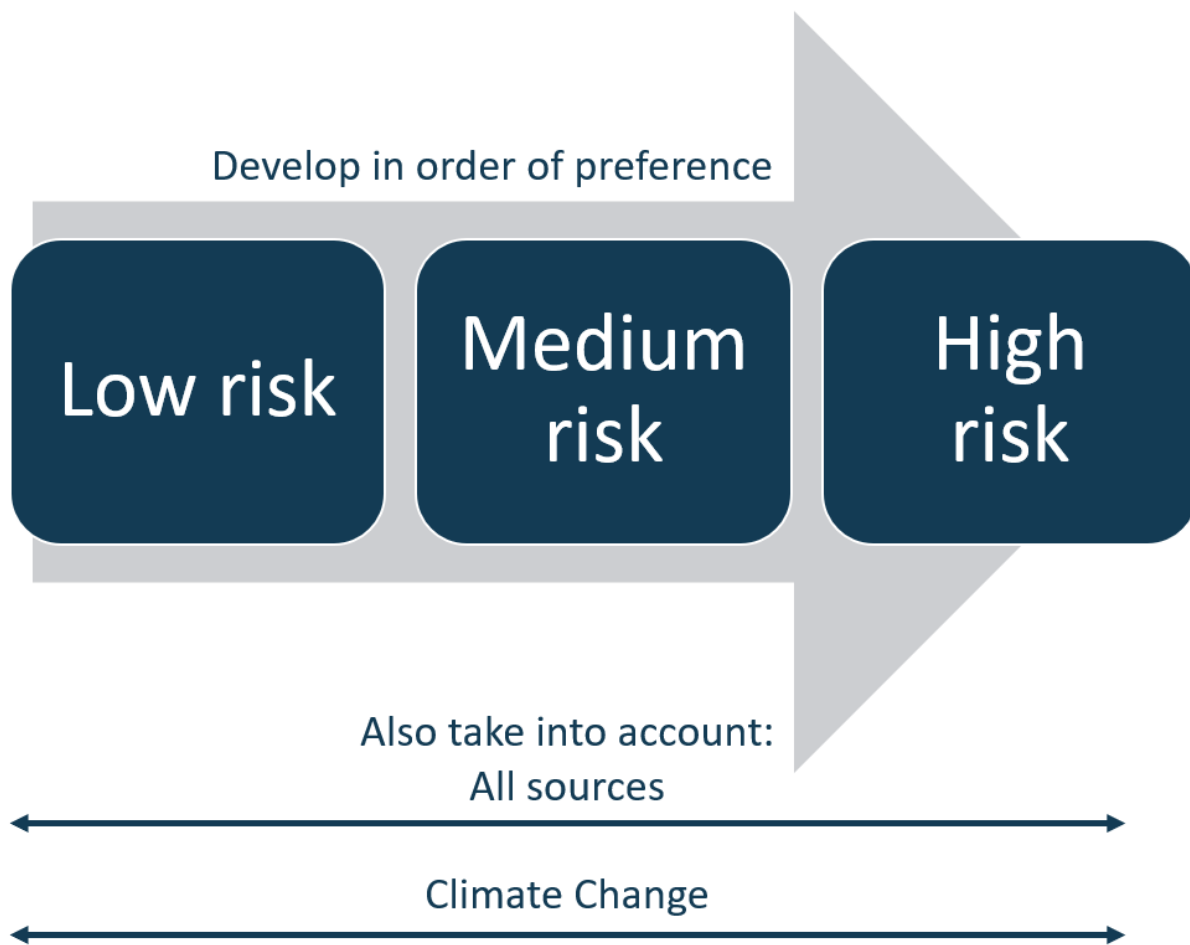 Develop in order of preference
Low risk
Medium
risk
High
risk
Also take into account:
All sources
Climate Change